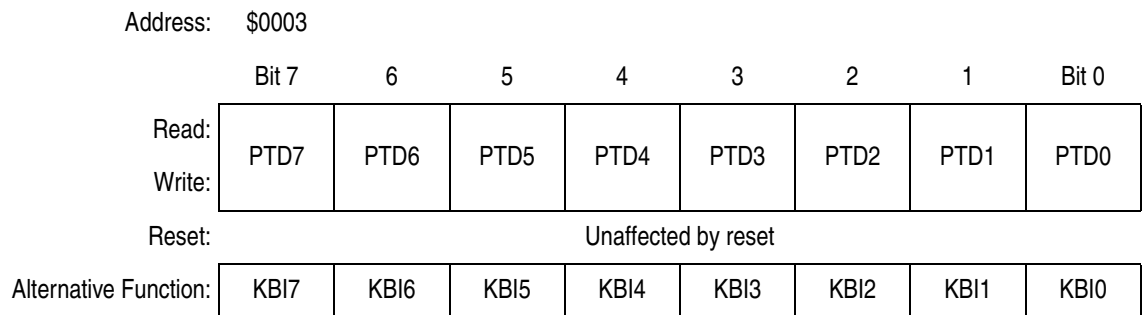 Address: $0003
Bit 7 6 5 4 3 2 1 Bit 0
Read:
PTD7 PTD6 PTD5 PTD4 PTD3 PTD2 PTD1 PTD0
Write:
Reset: Unaffected by reset
Alternative Function: KBI7 KBI6 KBI5 KBI4 KBI3 KBI2 KBI1 KBI0